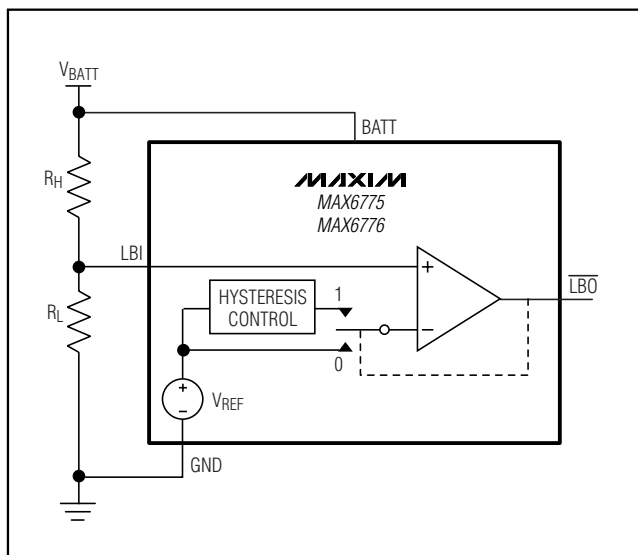 VBATT
BATT
RH
MAXIM
MAX6775
MAX6776
LBI
+
LBO
HYSTERESIS
CONTROL
1
−
RL
0
+
−
VREF
GND